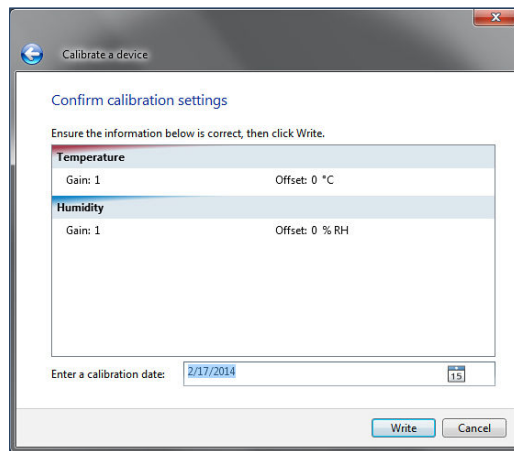 Calibrate a device
Confirm calibration settings
Ensure the information below is correct, then click Write.
Temperature
Gain: 1 Offset: 0 °C
Humidity
Gain: 1 Offset: 0 % RH
Enter a calibration date: 2/17/2014 15
Write Cancel